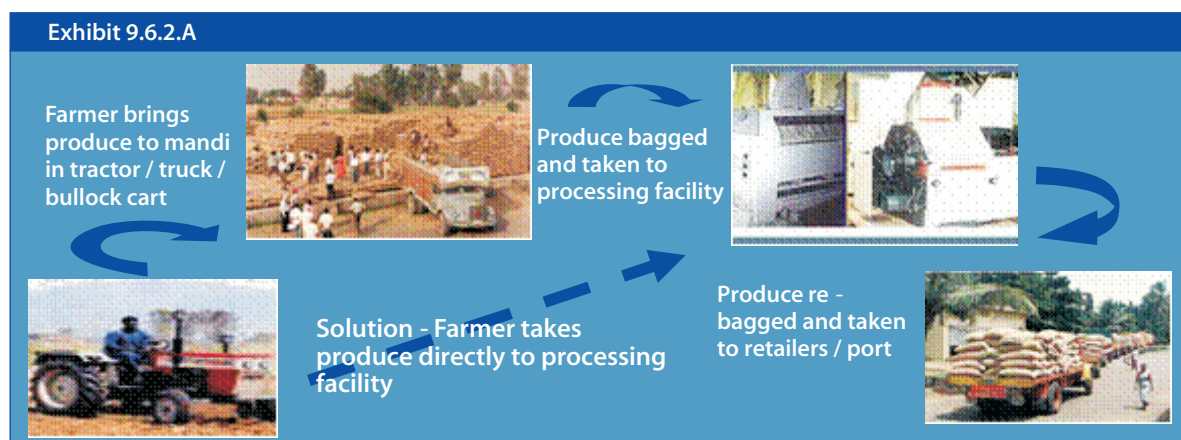 Exhibit 9.6.2.A
Farmer brings
produce to mandi
in tractor / truck /
bullock cart
Produce bagged
and taken to
processing facility
Solution - Farmer takes
produce directly to processing
facility
Produce re -
bagged and taken
to retailers / port